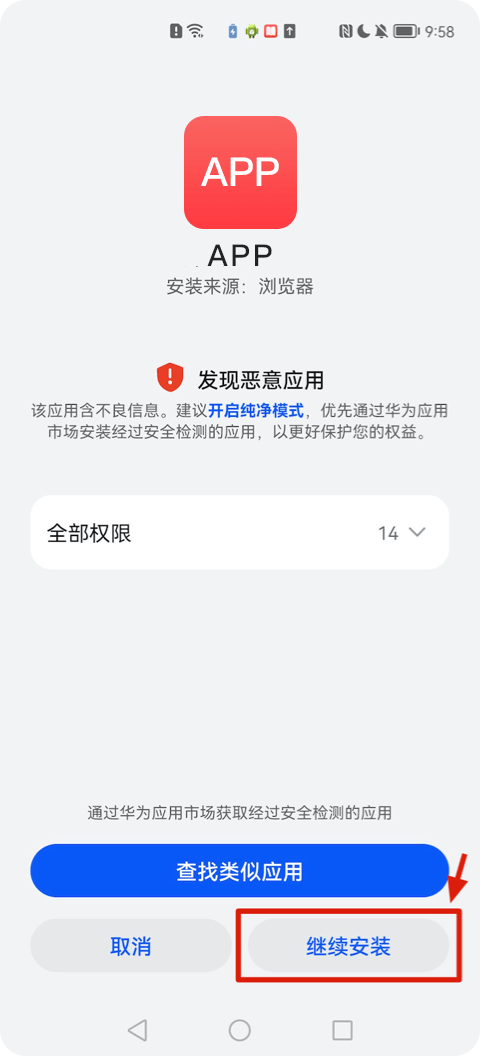 9:58
APP
APP
安装来源：浏览器
发现恶意应用
该应用含不良信息。建议开启纯净模式，优先通过华为应用
市场安装经过安全检测的应用，以更好保护您的权益。
全部权限 14
通过华为应用市场获取经过安全检测的应用
查找类似应用
取消 继续安装